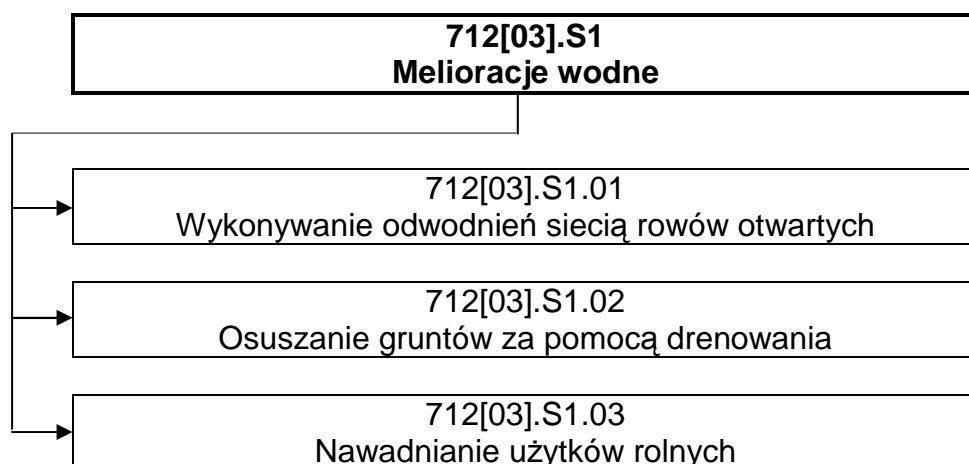 712[03].S1
Melioracje wodne
712[03].S1.01
Wykonywanie odwodnień siecią rowów otwartych
712[03].S1.02
Osuszanie gruntów za pomocą drenowania
712[03].S1.03
Nawadnianie użytków rolnych